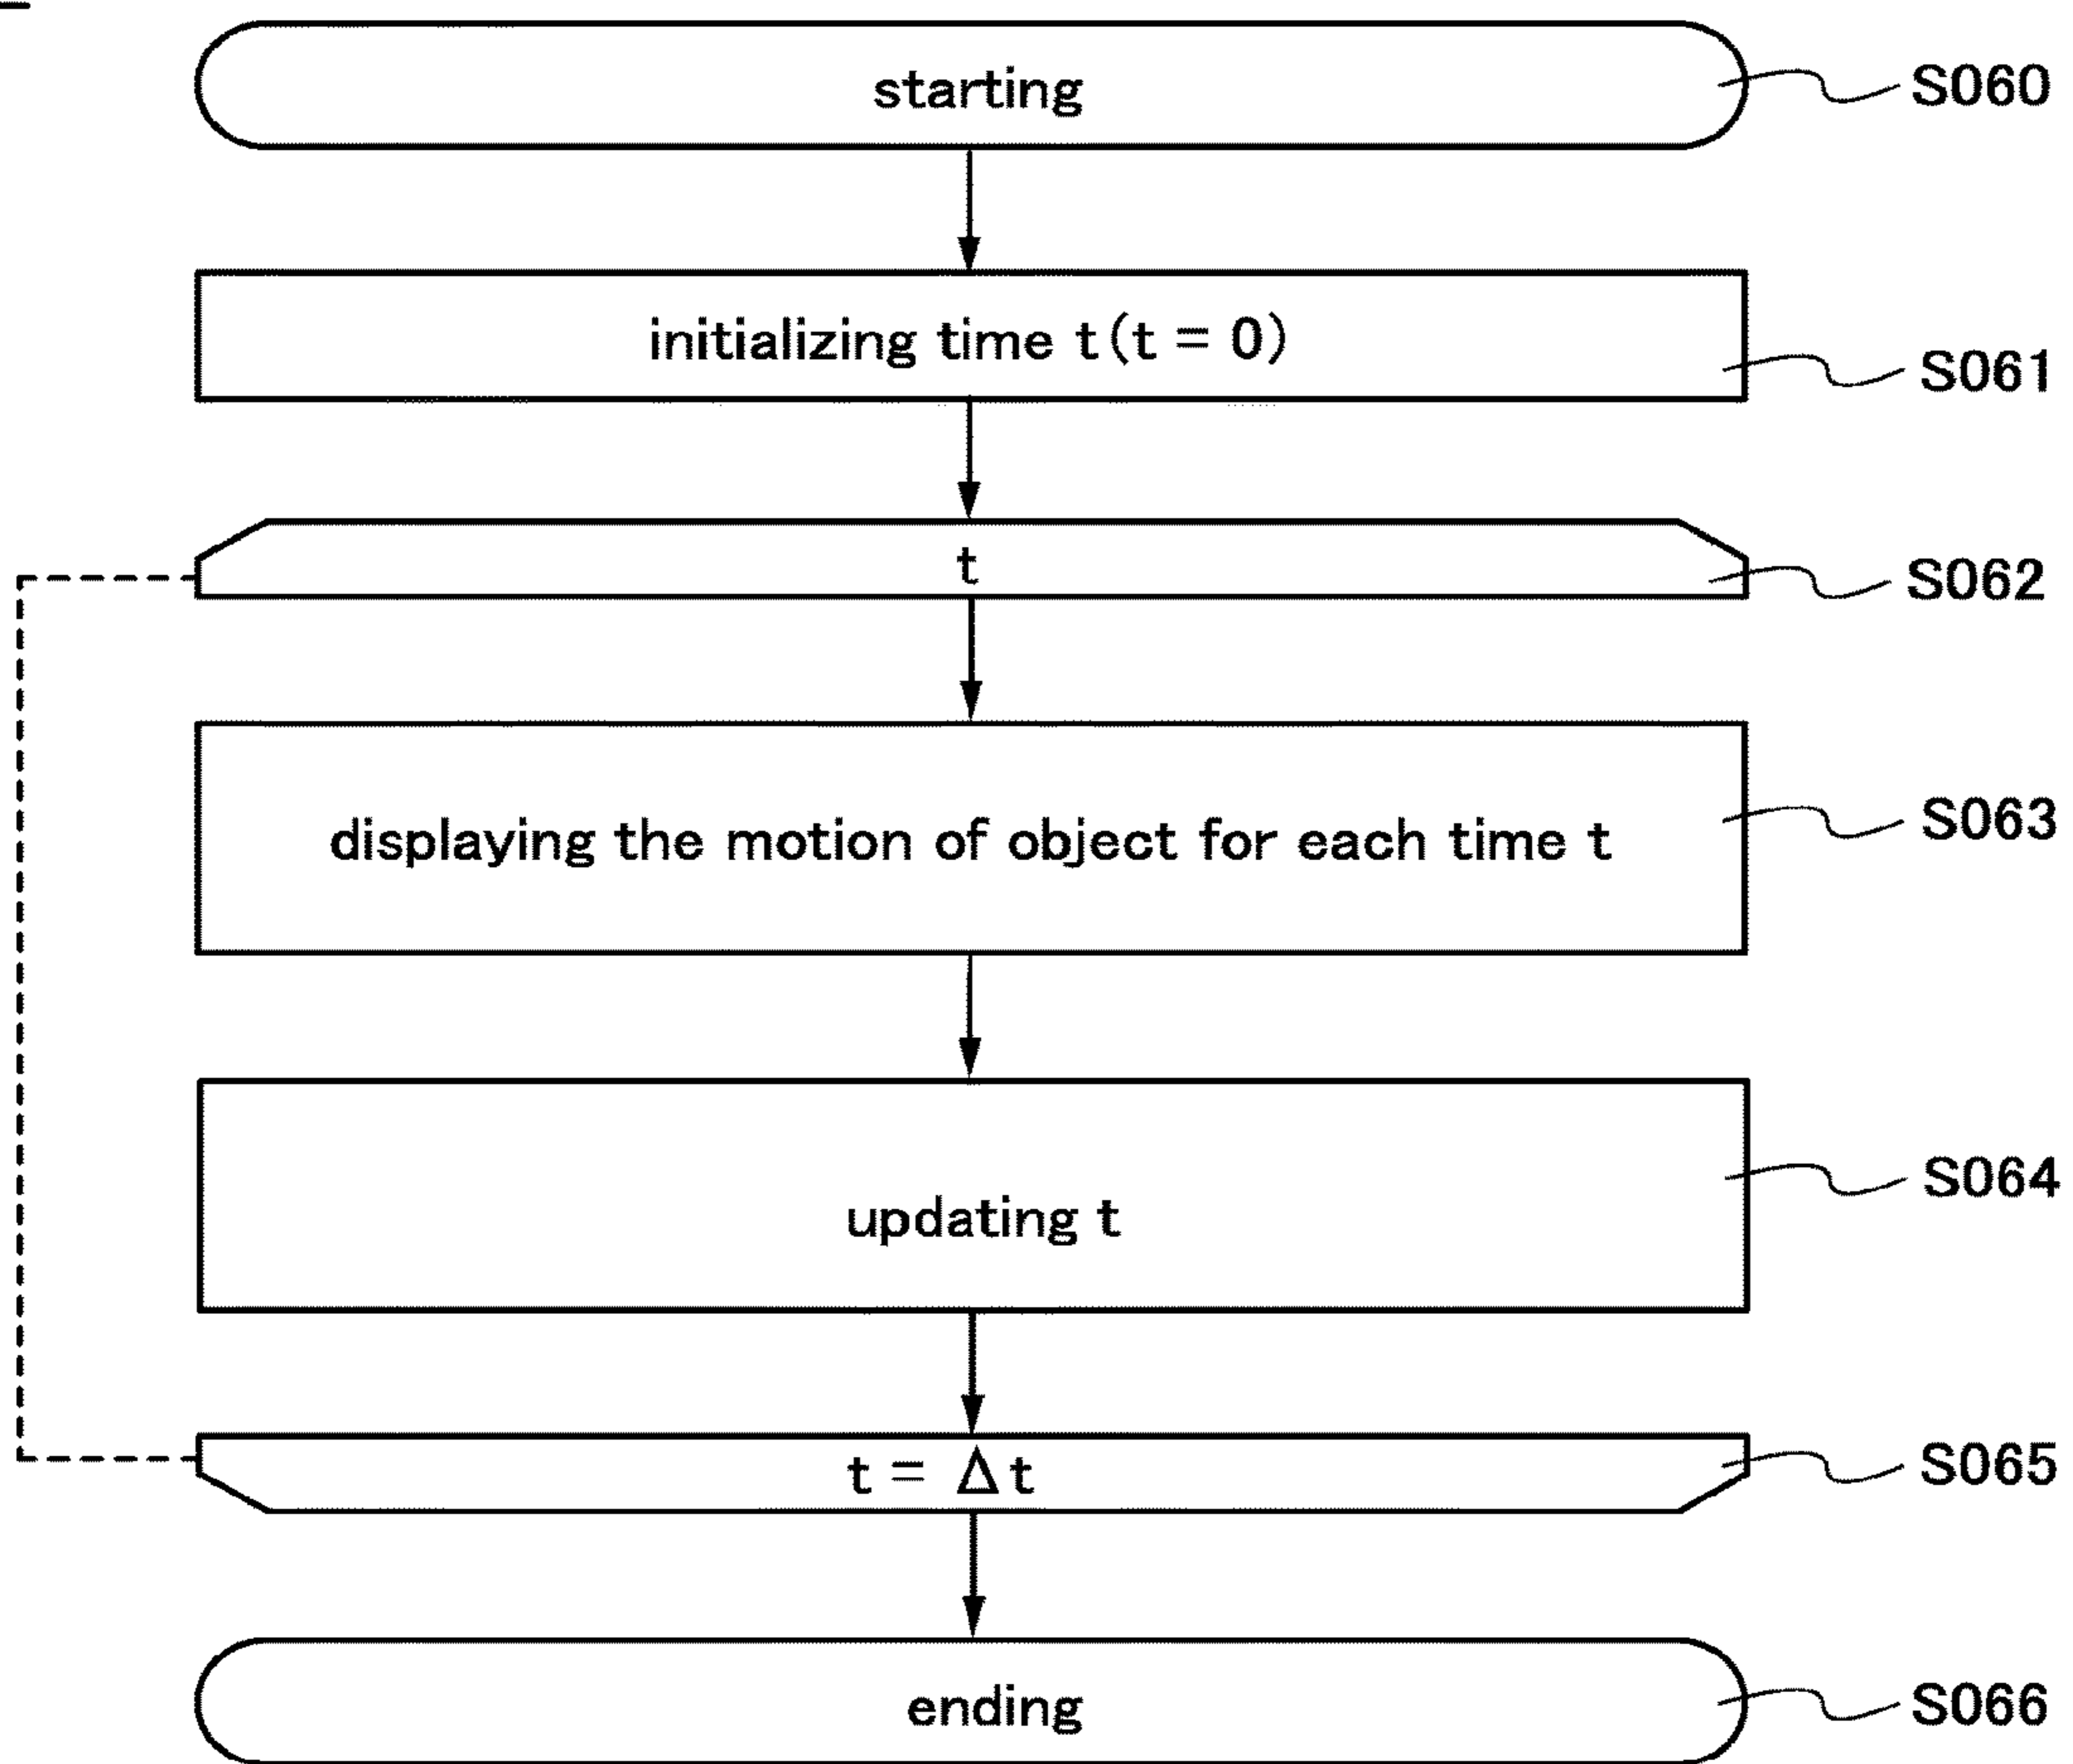 starting
S060
initializing time t(t = 0)
S061
t
S062
displaying the motion of object for each time t
S063
updating t
S064
t = Δt
S065
ending
S066